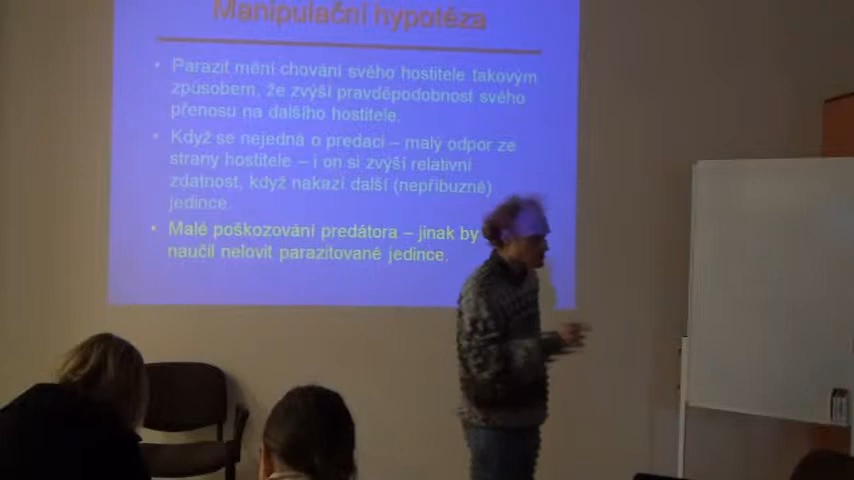 Manipulační hypotéza
• Parazit mění chování svého hostitele takovým
způsobem, že zvýší pravděpodobnost svého
přenosu na dalšího hostitele.
• Když se nejedná o predaci – malý odpor ze
strany hostitele – i on si zvýší relativní
zdatnost, když nakazí další (nepříbuzné)
jedince.
• Malé poškozování predátora – jinak by
naučil nelovit parazitované jedince.